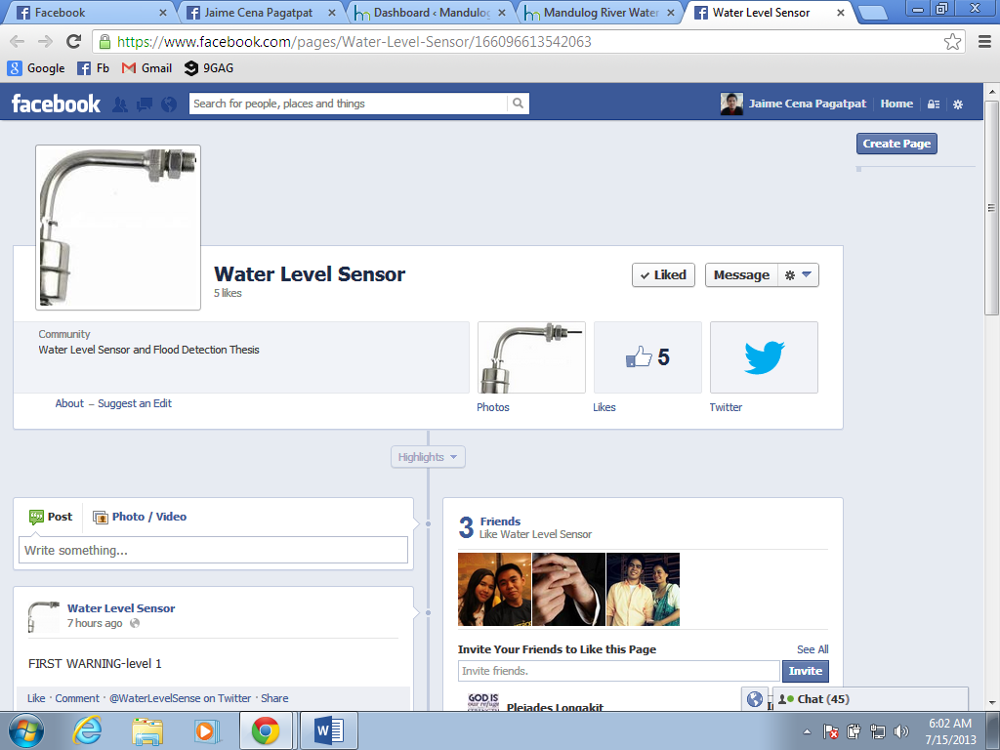 Facebook
Jaime Cena Pagatpat
Dashboard ‹ Mandulog
Mandulog River Water
Water Level Sensor
https://www.facebook.com/pages/Water-Level-Sensor/166096613542063
Google
Fb
Gmail
9GAG
facebook
Search for people, places and things
Jaime Cena Pagatpat
Home
Create Page
Water Level Sensor
5 likes
Liked
Message
Community
Water Level Sensor and Flood Detection Thesis
5
About – Suggest an Edit
Photos
Likes
Twitter
Highlights
Post
Photo / Video
Write something...
3
Friends
Like Water Level Sensor
Water Level Sensor
7 hours ago
FIRST WARNING-level 1
Like · Comment · @WaterLevelSense on Twitter · Share
Invite Your Friends to Like this Page
See All
Invite friends.
Invite
GOD IS
our refuge
Pleiades Longakit
Chat (45)
6:02 AM
7/15/2013